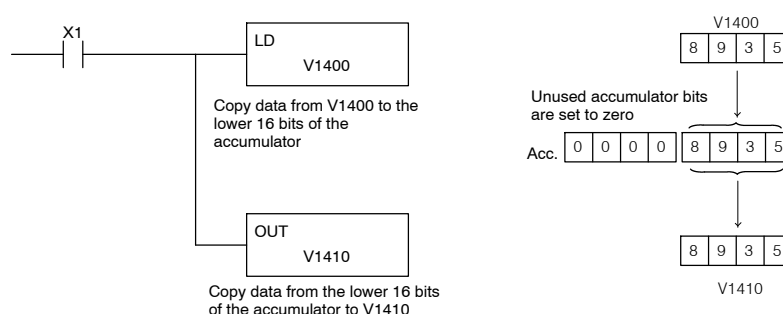 X1
LD
V1400
Copy data from V1400 to the
lower 16 bits of the
accumulator
OUT
V1410
Copy data from the lower 16 bits
of the accumulator to V1410
V1400
8 9 3 5
Unused accumulator bits
are set to zero
Acc. 0 0 0 0 8 9 3 5
8 9 3 5
V1410